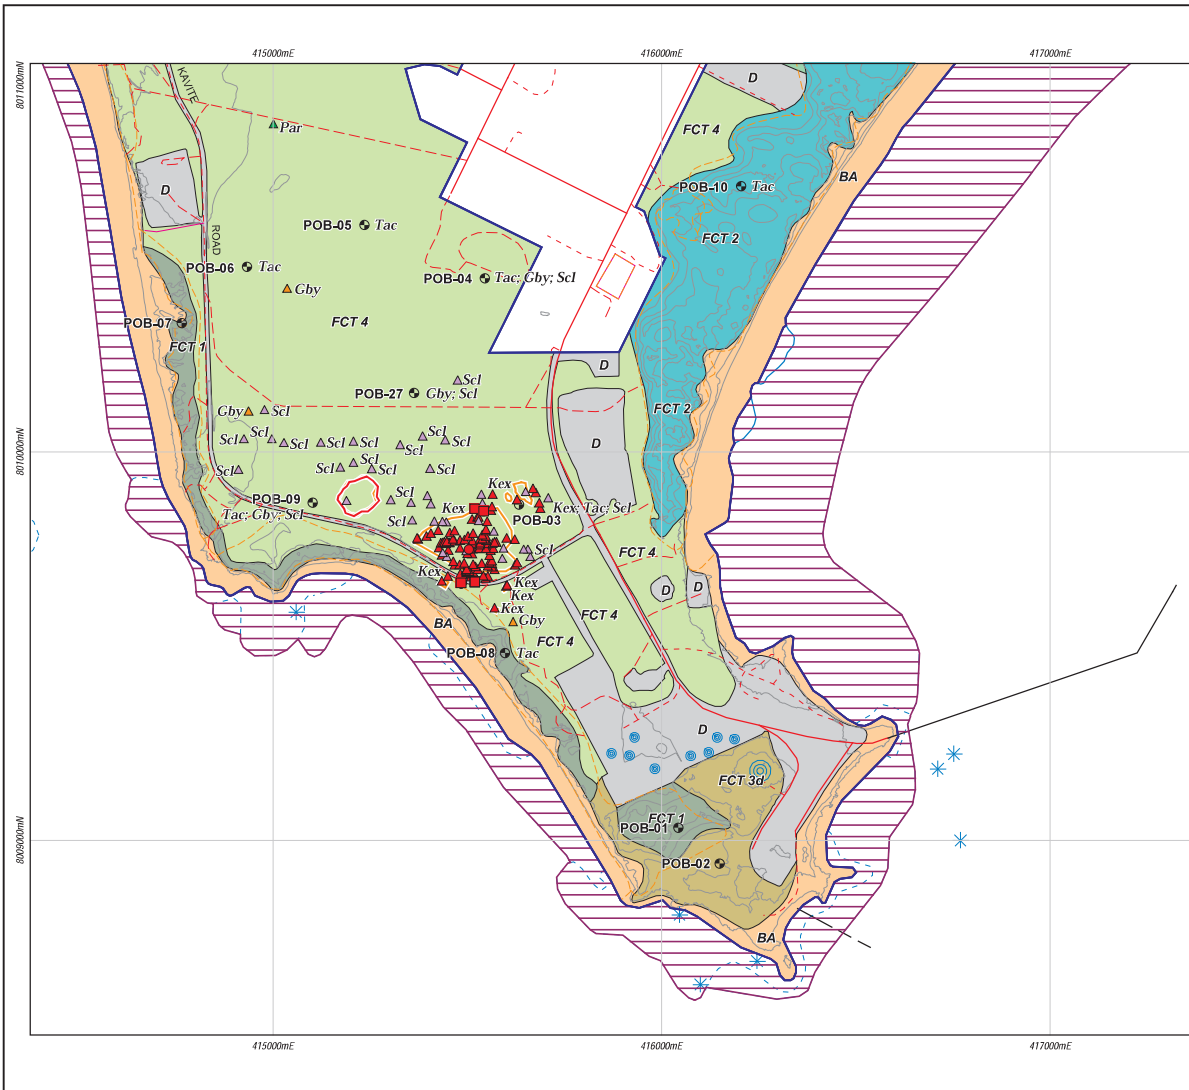 415000mE 416000mE 417000mE
8011000mN
KAVITE
D
Par
FCT 4
BA
D
POB-10 Tac
ROAD
POB-05 Tac
FCT 2
POB-06 Tac
POB-04 Tac; Gby; Scl
Gby
POB-07
FCT 4
FCT 1
D
Scl
POB-27 Gby; Scl
Gby Scl
FCT 2
Scl Scl Scl Scl Scl Scl Scl Scl
D
8010000mN
Scl Scl Scl Scl Scl
Kex
POB-09 Scl
Tac; Gby; Scl
Kex
Kex; Tac; Scl
POB-03
Scl
Scl
FCT 4
Kex
Kex
Kex
D D
Kex
Gby
FCT 4
BA
FCT 4
POB-08 Tac
D
FCT 3d
FCT 1
POB-01
8009000mN
POB-02
BA
415000mE 416000mE 417000mE